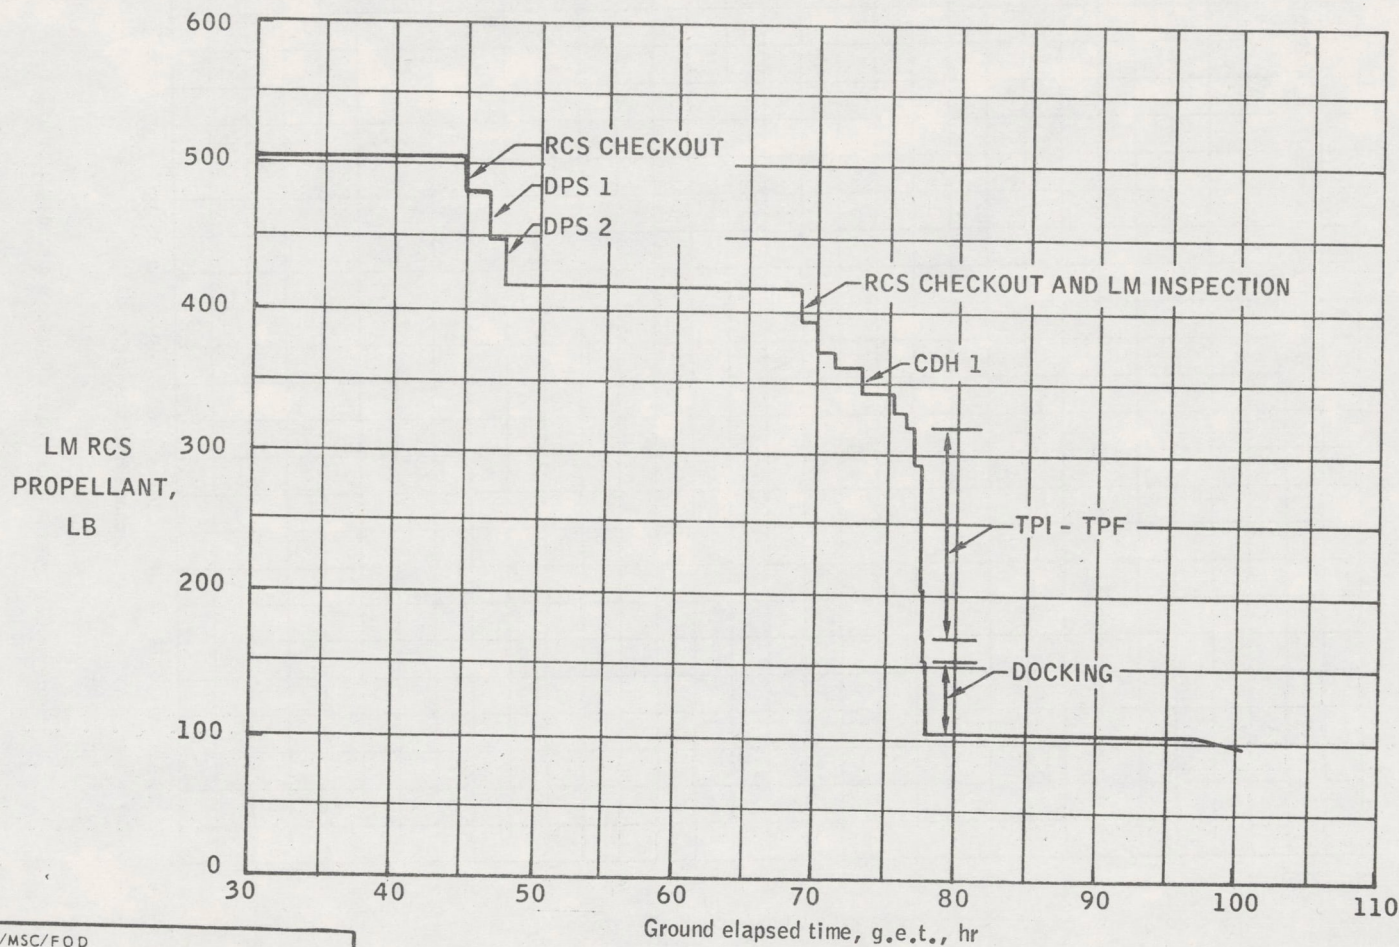 600
500
400
300
200
100
0
LM RCS
PROPELLANT,
LB
RCS CHECKOUT
DPS 1
DPS 2
RCS CHECKOUT AND LM INSPECTION
CDH 1
TPI - TPF
DOCKING
30 40 50 60 70 80 90 100 110
Ground elapsed time, g.e.t., hr
/MSC/FOD